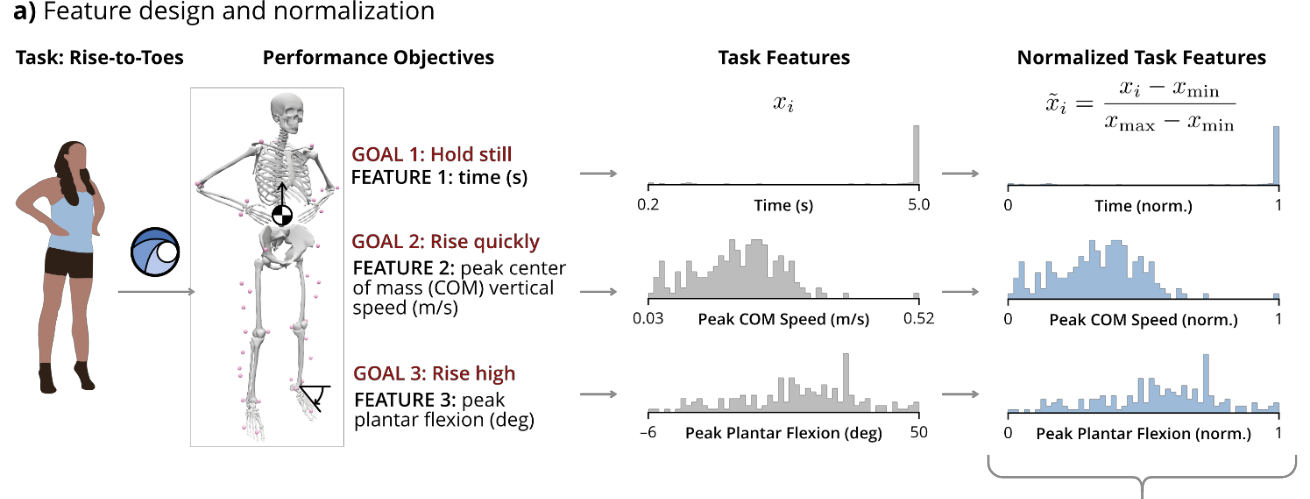 a) Feature design and normalization
Task: Rise-to-Toes
Performance Objectives
Task Features
Normalized Task Features
x_i
x̃_i = (x_i − x_min) / (x_max − x_min)
GOAL 1: Hold still
FEATURE 1: time (s)
0.2 Time (s) 5.0
0 Time (norm.) 1
GOAL 2: Rise quickly
FEATURE 2: peak center
of mass (COM) vertical
speed (m/s)
0.03 Peak COM Speed (m/s) 0.52
0 Peak COM Speed (norm.) 1
GOAL 3: Rise high
FEATURE 3: peak
plantar flexion (deg)
–6 Peak Plantar Flexion (deg) 50
0 Peak Plantar Flexion (norm.) 1